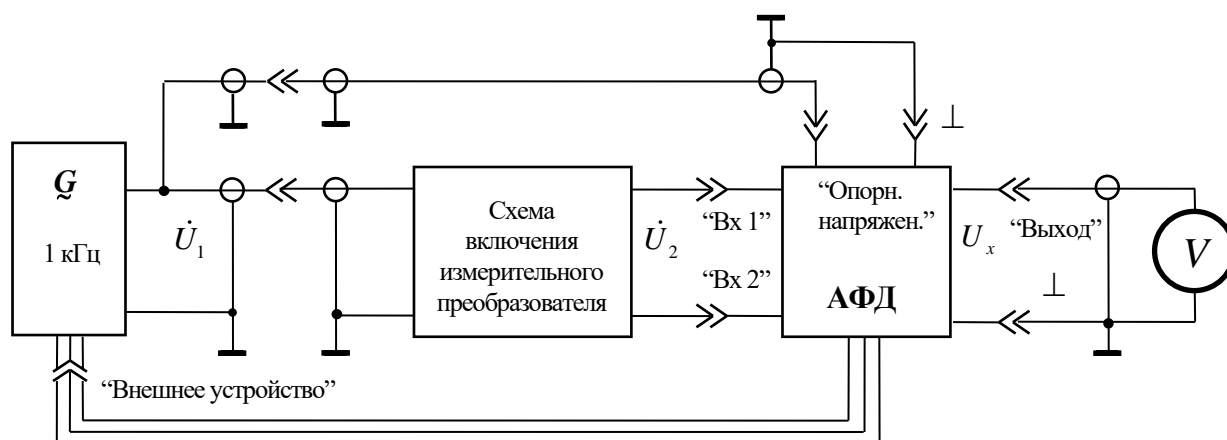 ⊥
G
1 кГц
U̇₁
Схема
включения
измерительного
преобразователя
U̇₂
“Вх 1”
“Вх 2”
“Опорн.
напряжен.”
АФД
Uₓ
“Выход”
⊥
V
“Внешнее устройство”